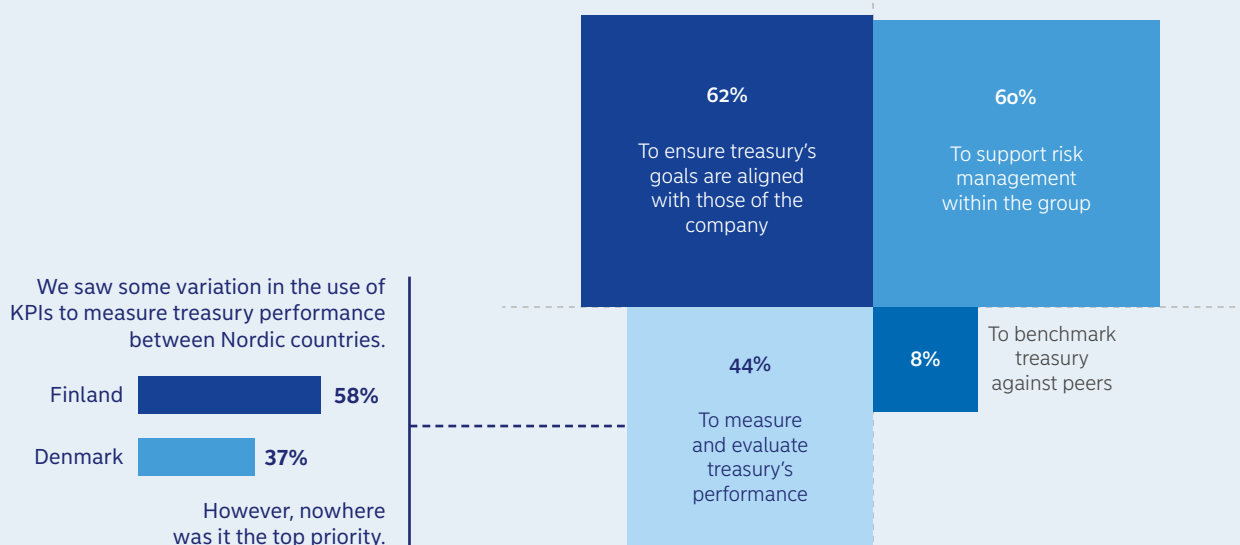 62%
To ensure treasury's
goals are aligned
with those of the
company
60%
To support risk
management
within the group
We saw some variation in the use of
KPIs to measure treasury performance
between Nordic countries.
Finland 58%
Denmark 37%
However, nowhere
was it the top priority.
44%
To measure
and evaluate
treasury's
performance
8%
To benchmark
treasury
against peers